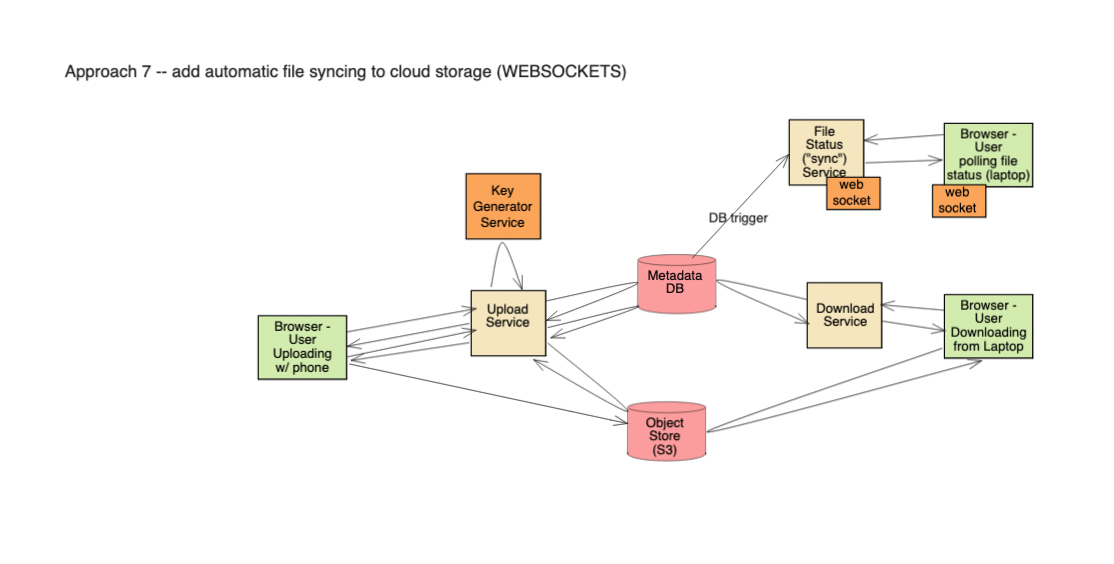 Approach 7 -- add automatic file syncing to cloud storage (WEBSOCKETS)
File
Status
("sync")
Service
web
socket
Browser -
User
polling file
status (laptop)
web
socket
Key
Generator
Service
DB trigger
Metadata
DB
Upload
Service
Download
Service
Browser -
User
Downloading
from Laptop
Browser -
User
Uploading
w/ phone
Object
Store
(S3)